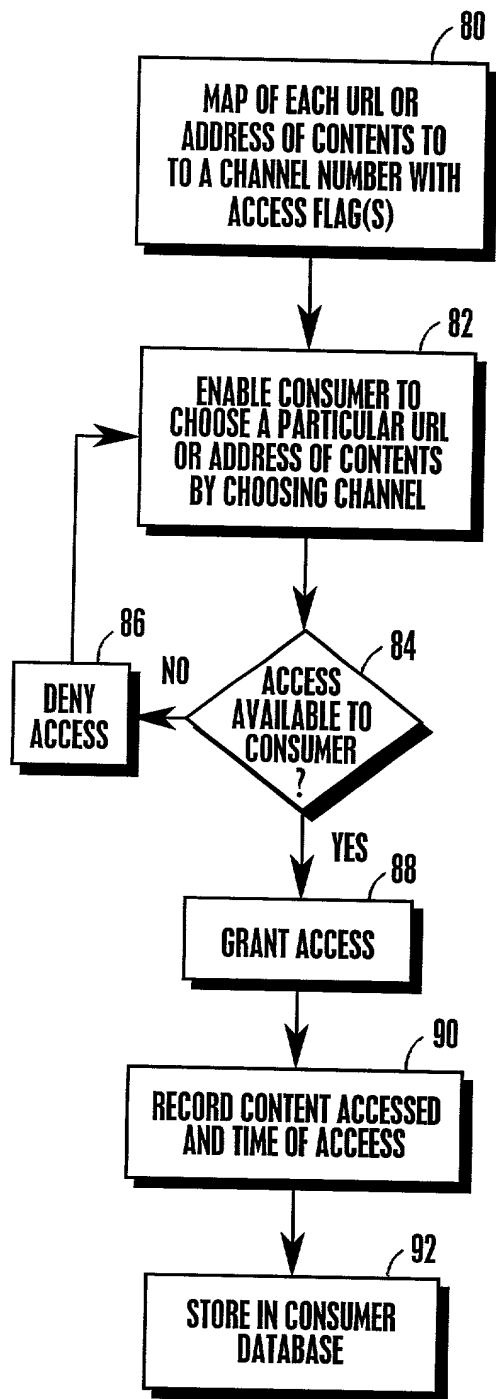 80
MAP OF EACH URL OR
ADDRESS OF CONTENTS TO
TO A CHANNEL NUMBER WITH
ACCESS FLAG(S)
82
ENABLE CONSUMER TO
CHOOSE A PARTICULAR URL
OR ADDRESS OF CONTENTS
BY CHOOSING CHANNEL
86
DENY
ACCESS
NO
84
ACCESS
AVAILABLE TO
CONSUMER
?
YES
88
GRANT ACCESS
90
RECORD CONTENT ACCESSED
AND TIME OF ACCEESS
92
STORE IN CONSUMER
DATABASE